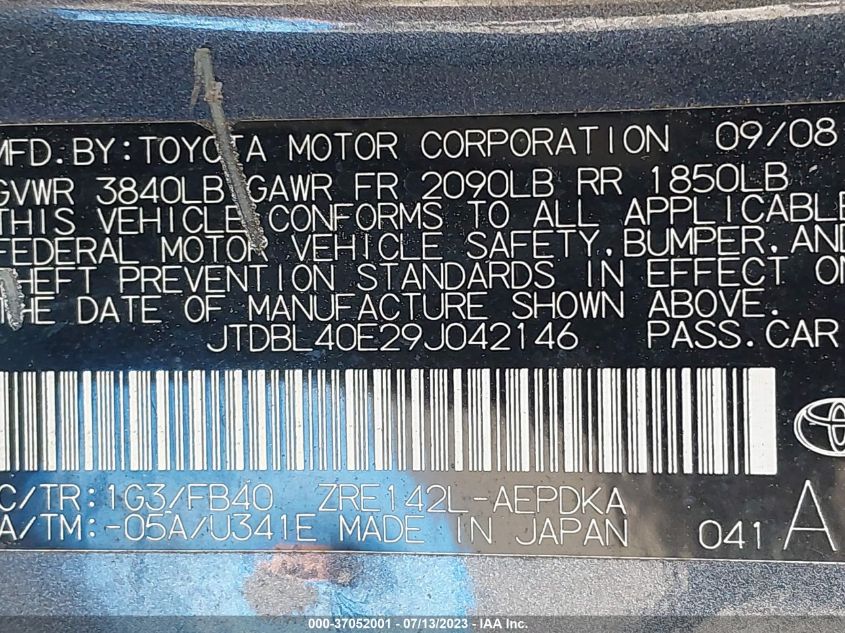 MFD. BY: TOYOTA MOTOR CORPORATION 09/08
GVWR 3840LB GAWR FR 2090LB RR 1850LB
THIS VEHICLE CONFORMS TO ALL APPLICABLE
FEDERAL MOTOR VEHICLE SAFETY, BUMPER, AND
THEFT PREVENTION STANDARDS IN EFFECT ON
THE DATE OF MANUFACTURE SHOWN ABOVE.
JTDBL40E29J042146 PASS.CAR
C/TR: 1G3/FB40 ZRE142L-AEPDKA
A/TM: -05A/U341E MADE IN JAPAN 041 A
000-37052001 - 07/13/2023 - © IAA, Inc.